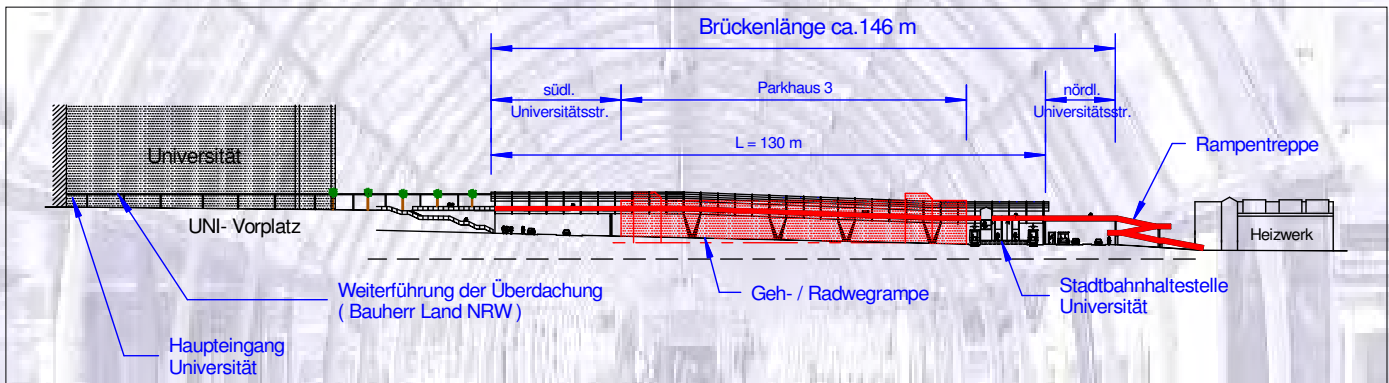 Brückenlänge ca.146 m
südl.
Universitätsstr.
Parkhaus 3
nördl.
Universitätsstr.
L = 130 m
Rampentreppe
Universität
UNI- Vorplatz
Heizwerk
Weiterführung der Überdachung
( Bauherr Land NRW )
Geh- / Radwegrampe
Stadtbahnhaltestelle
Universität
Haupteingang
Universität